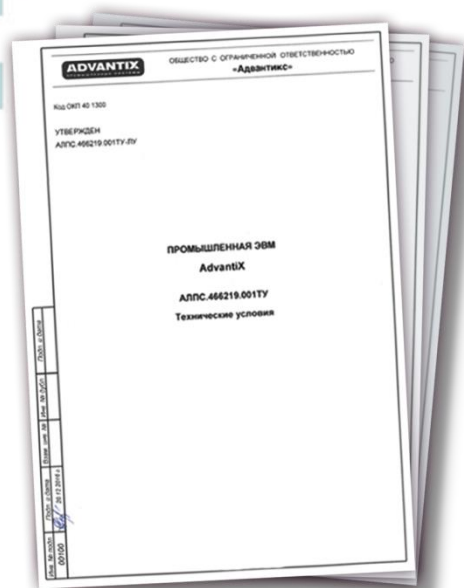 ADVANTIX
ОБЩЕСТВО С ОГРАНИЧЕННОЙ ОТВЕТСТВЕННОСТЬЮ
«Адвантикс»
Код ОКП 40 1300
УТВЕРЖДЕН
АЛПС.466219.001ТУ-ЛУ
ПРОМЫШЛЕННАЯ ЭВМ
AdvantiX
АЛПС.466219.001ТУ
Технические условия
Подп. и дата
Инв. № дубл.
Взам. инв. №
Подп. и дата
Инв. № подл.
00100